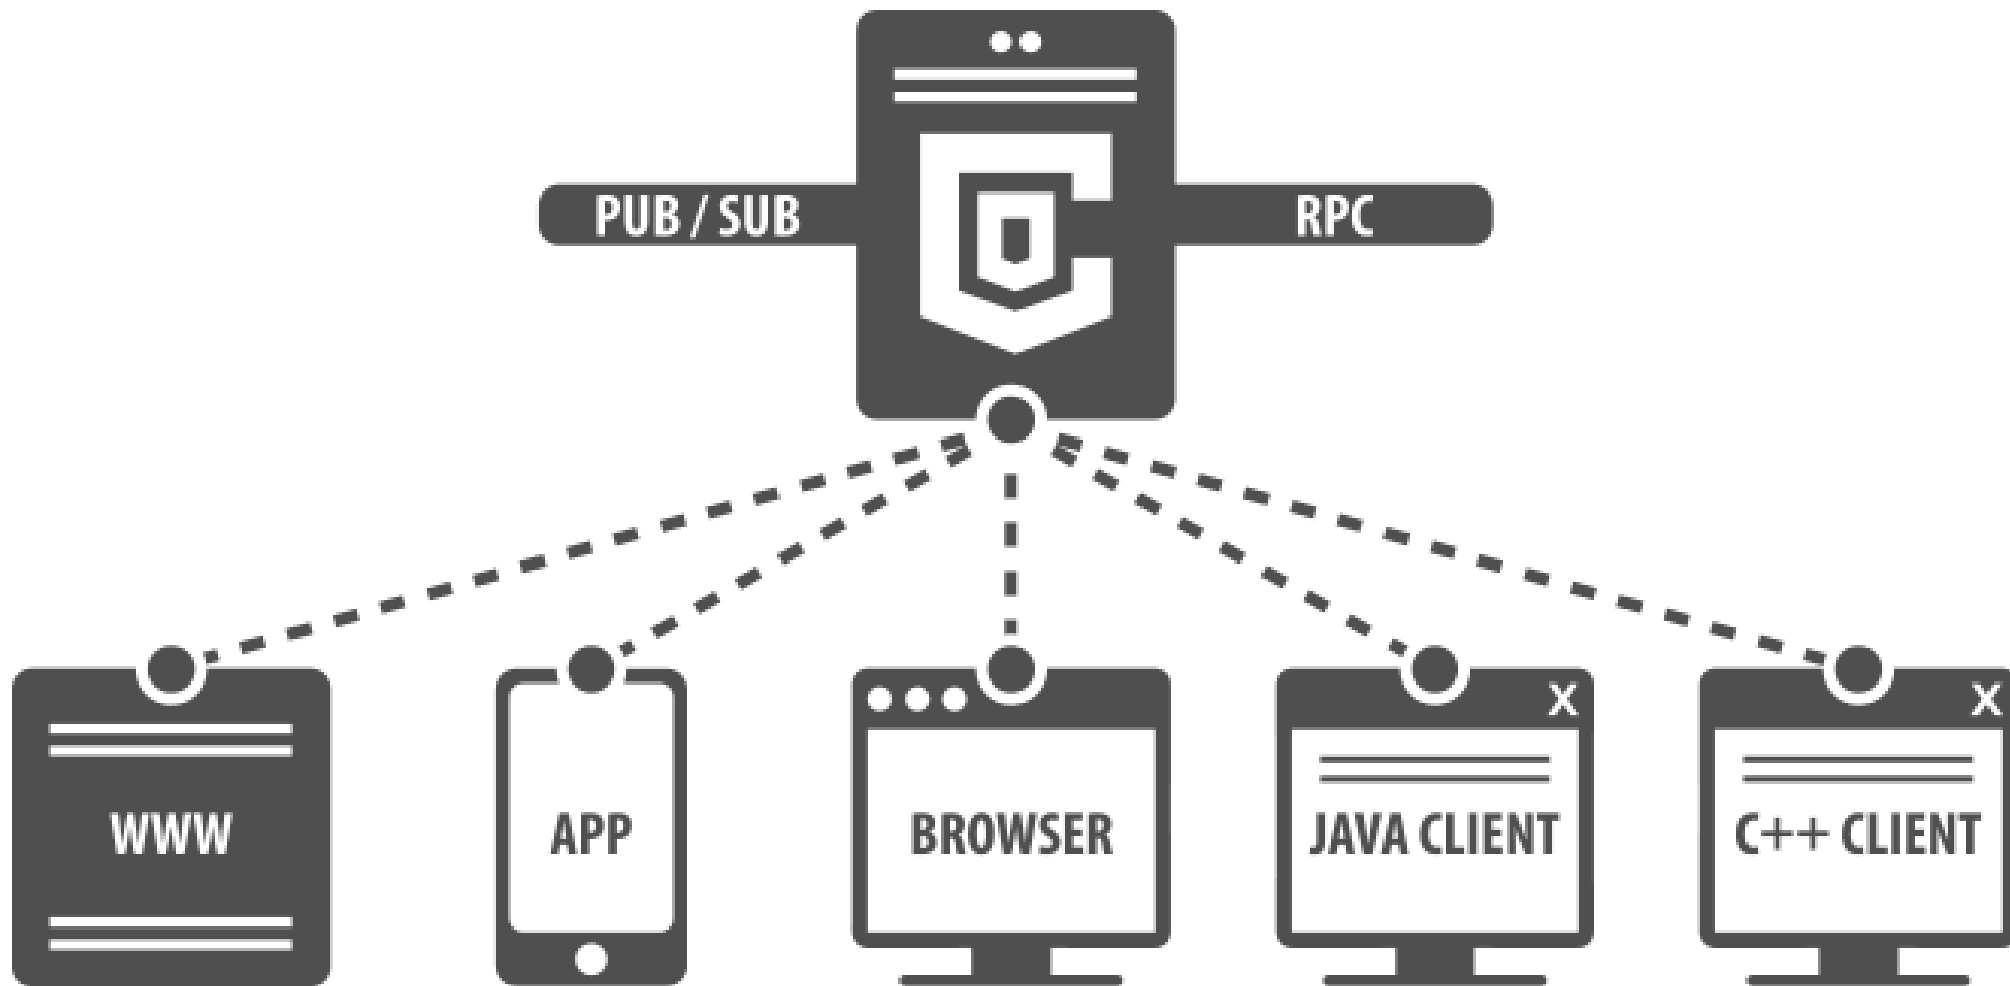 PUB / SUB
RPC
WWW
APP
BROWSER
X
JAVA CLIENT
X
C++ CLIENT